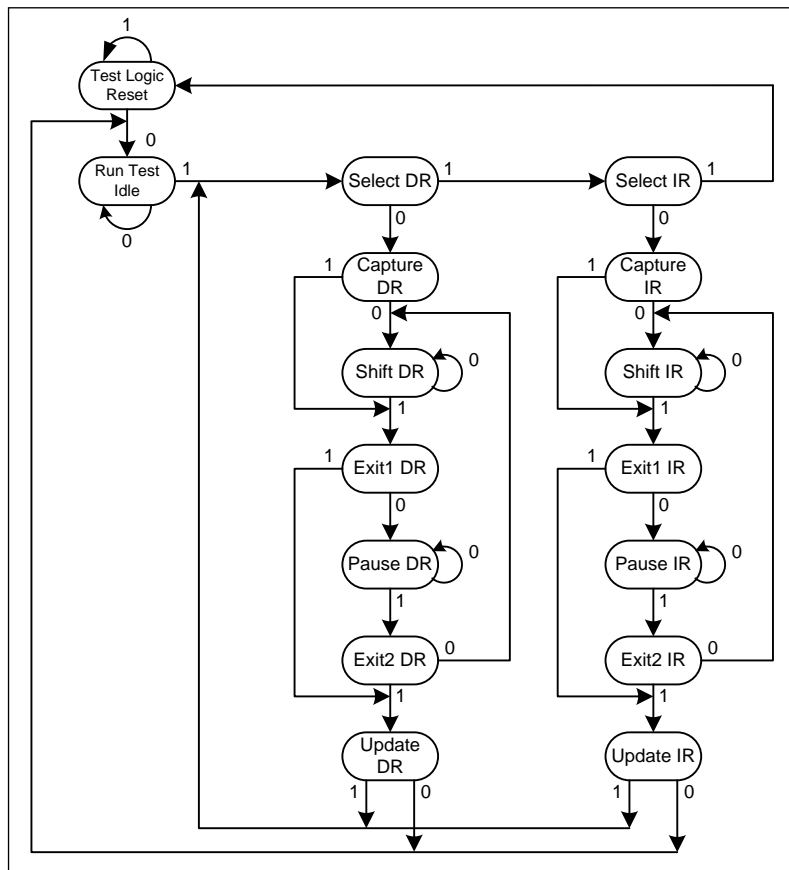 1
Test Logic
Reset
0
Run Test
Idle
1
0
Select DR
1
Select IR
1
0
0
Capture
DR
1
0
Capture
IR
1
0
Shift DR
0
Shift IR
0
1
1
Exit1 DR
1
Exit1 IR
1
0
0
Pause DR
0
Pause IR
0
1
1
Exit2 DR
0
Exit2 IR
0
1
1
Update
DR
Update IR
1
0
1
0